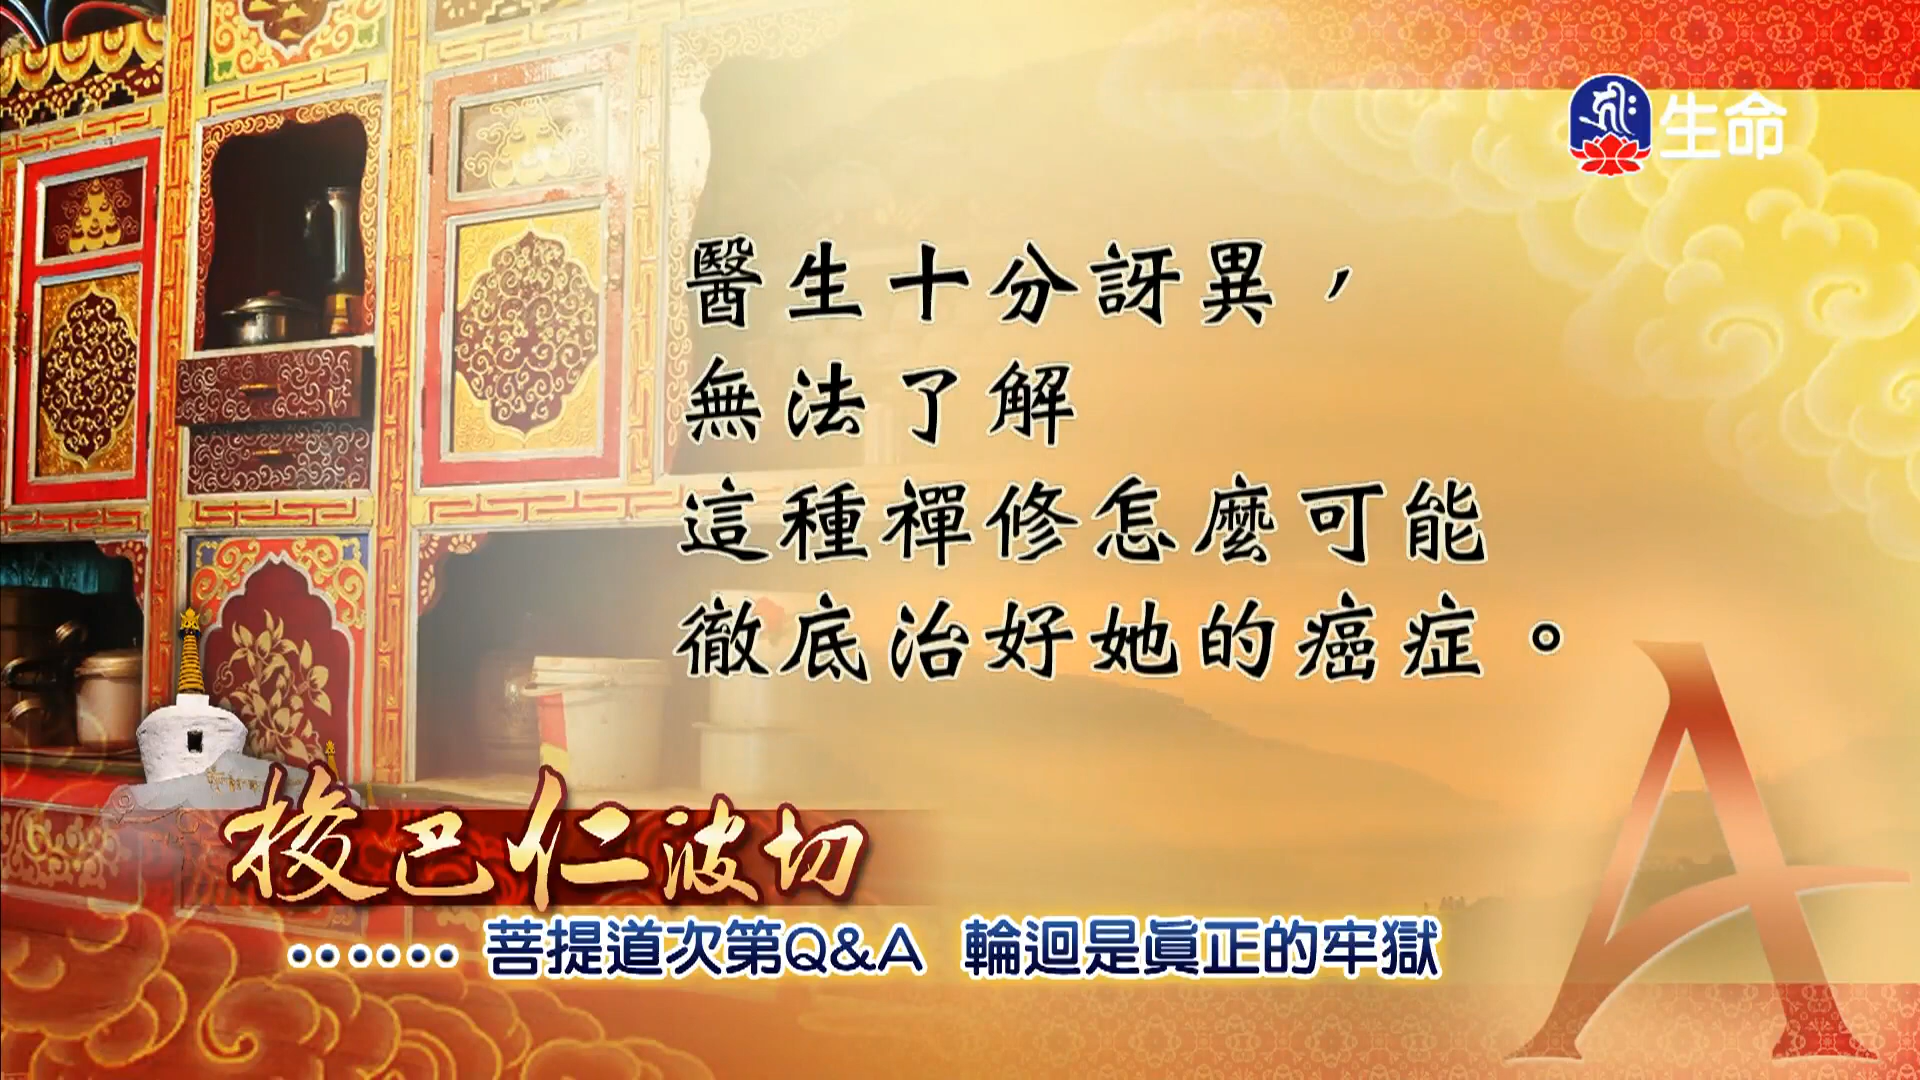 生命
醫生十分訝異，
無法了解
這種禪修怎麼可能
徹底治好她的癌症。
A
梭巴仁波切
……菩提道次第Q&A 輪迴是眞正的牢獄